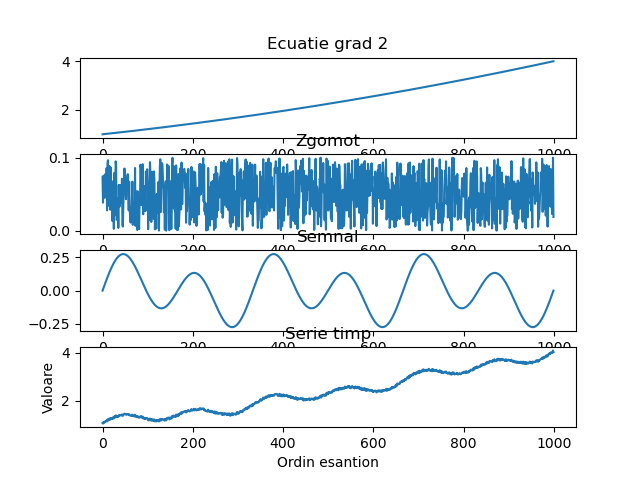 Ecuatie grad 2
4
2
0 200 400 600 800 1000
Zgomot
0.1
0.0
0 200 400 600 800 1000
Semnal
0.25
0.00
−0.25
0 200 400 600 800 1000
Serie timp
4
2
Valoare
0 200 400 600 800 1000
Ordin esantion